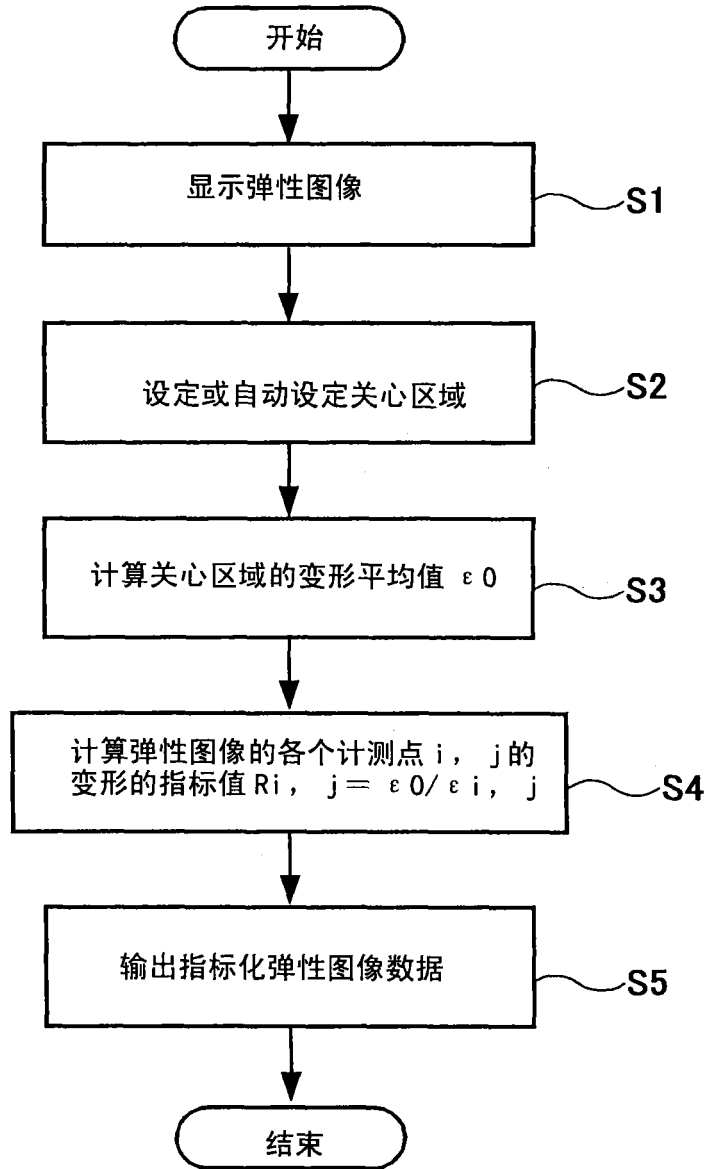 开始
显示弹性图像
S1
设定或自动设定关心区域
S2
计算关心区域的变形平均值 ε0
S3
计算弹性图像的各个计测点 i, j的
变形的指标值 Ri, j= ε0/εi, j
S4
输出指标化弹性图像数据
S5
结束